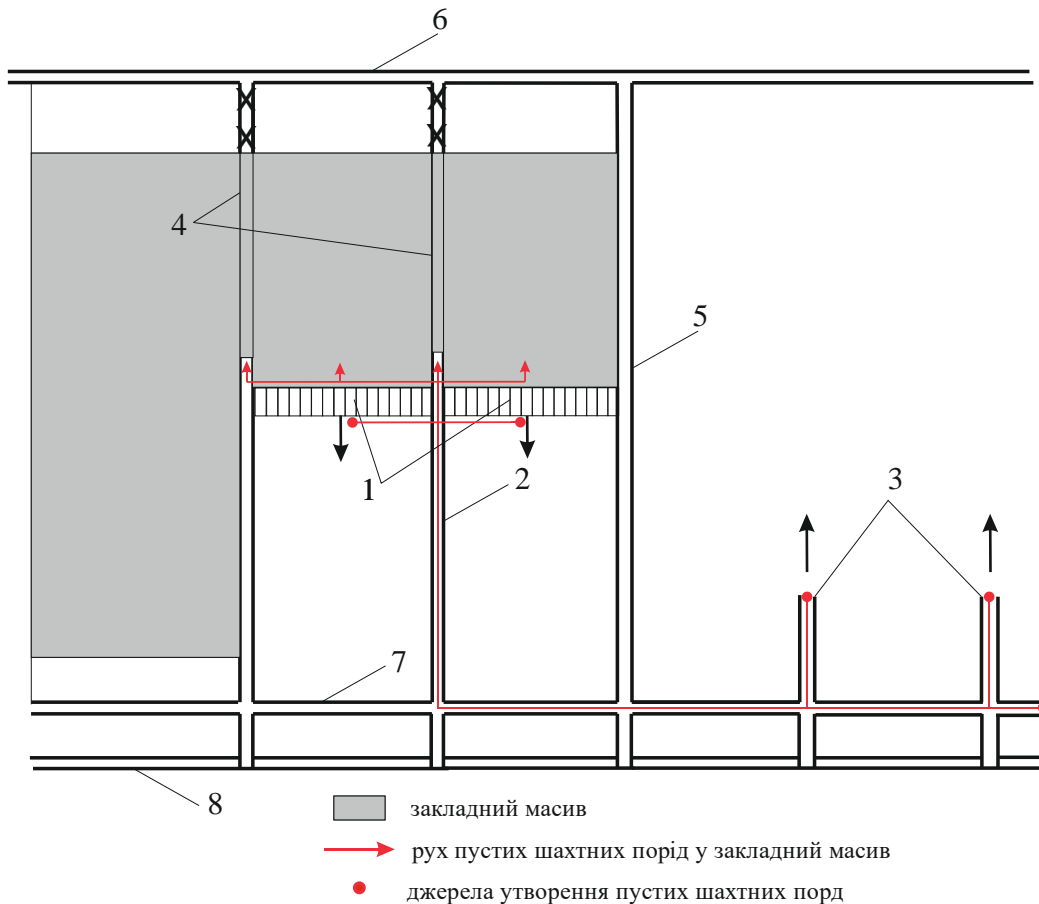 6
4
5
1
2
3
7
8
закладний масив
рух пустих шахтних порід у закладний масив
джерела утворення пустих шахтних порд